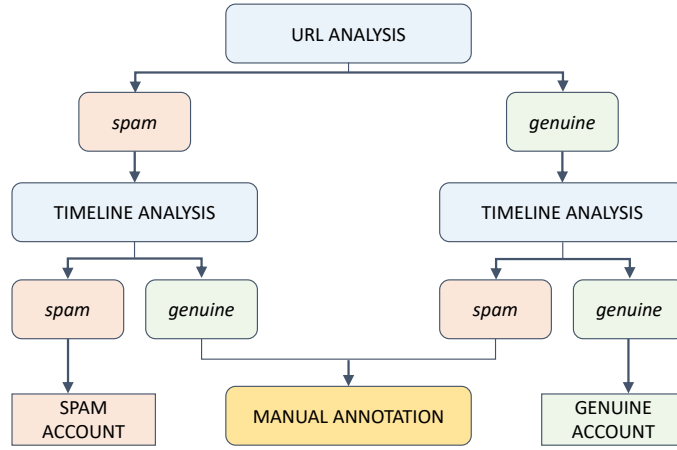 URL ANALYSIS
spam
genuine
TIMELINE ANALYSIS
TIMELINE ANALYSIS
spam
genuine
spam
genuine
SPAM
ACCOUNT
MANUAL ANNOTATION
GENUINE
ACCOUNT